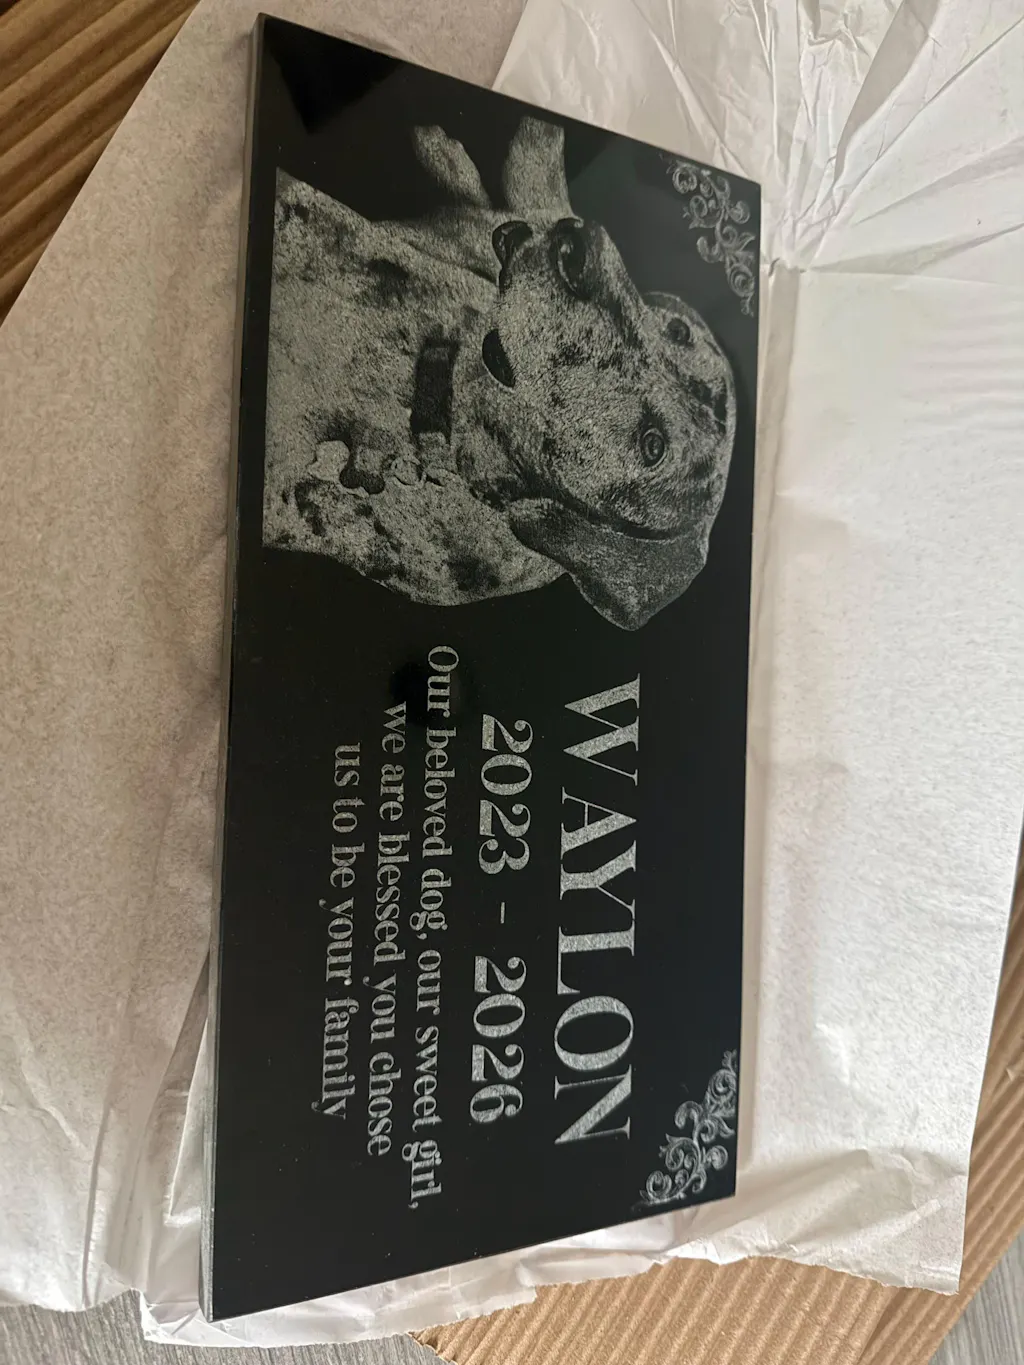 WAYLON
2023 - 2026
Our beloved dog, our sweet girl,
we are blessed you chose
us to be your family